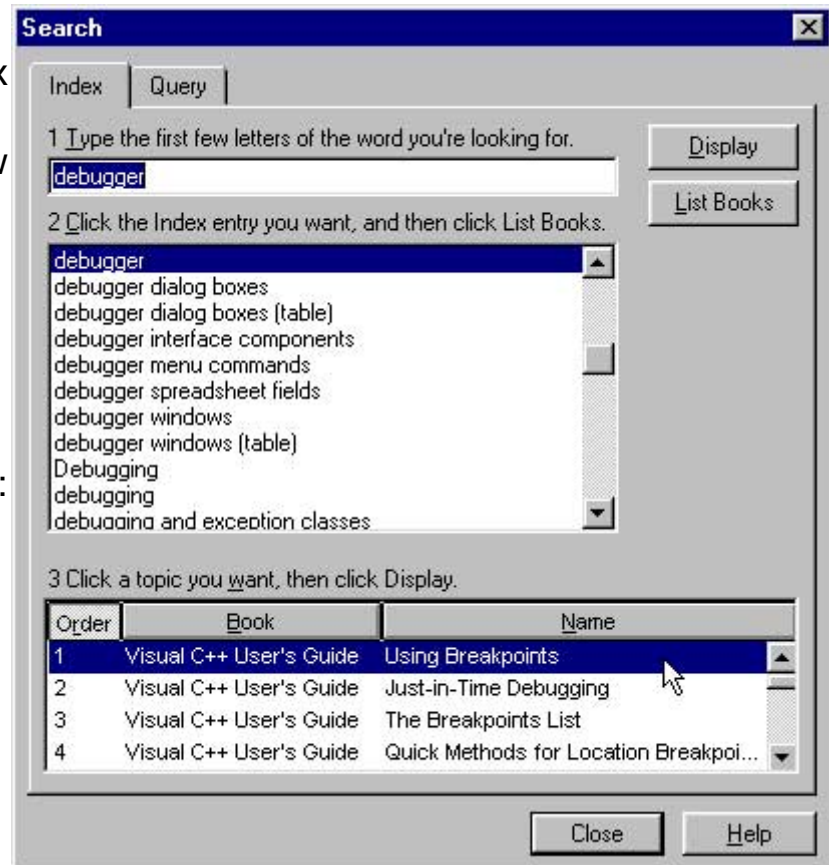 Search
x
Index Query
1 Type the first few letters of the word you're looking for.
Display
debugger
List Books
2 Click the Index entry you want, and then click List Books.
debugger
debugger dialog boxes
debugger dialog boxes (table)
debugger interface components
debugger menu commands
debugger spreadsheet fields
debugger windows
debugger windows (table)
Debugging
debugging
:
debugging and exception classes
3 Click a topic you want, then click Display.
Order Book Name
1 Visual C++ User's Guide Using Breakpoints
2 Visual C++ User's Guide Just-in-Time Debugging
3 Visual C++ User's Guide The Breakpoints List
4 Visual C++ User's Guide Quick Methods for Location Breakpoi...
Close Help